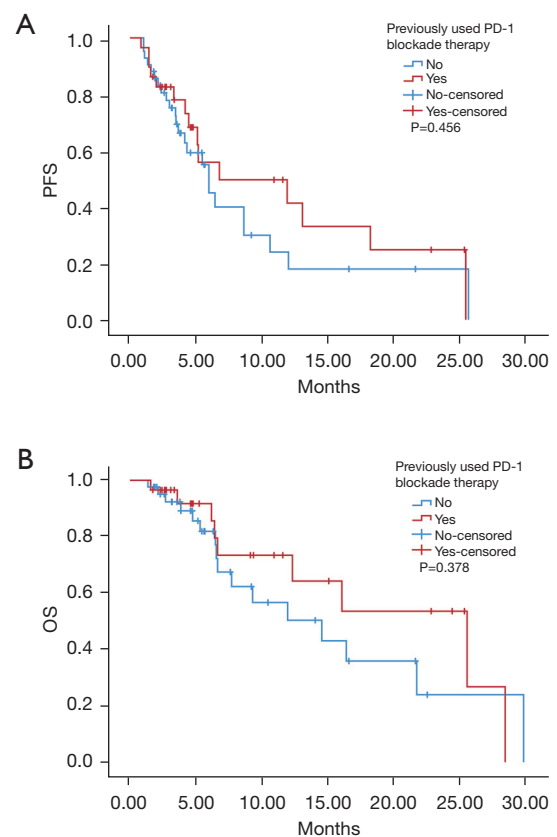 A
Previously used PD-1
blockade therapy
No
Yes
No-censored
Yes-censored
P=0.456
1.0
0.8
0.6
0.4
0.2
0.0
PFS
0.00 5.00 10.00 15.00 20.00 25.00 30.00
Months
B
Previously used PD-1
blockade therapy
No
Yes
No-censored
Yes-censored
P=0.378
1.0
0.8
0.6
0.4
0.2
0.0
OS
0.00 5.00 10.00 15.00 20.00 25.00 30.00
Months